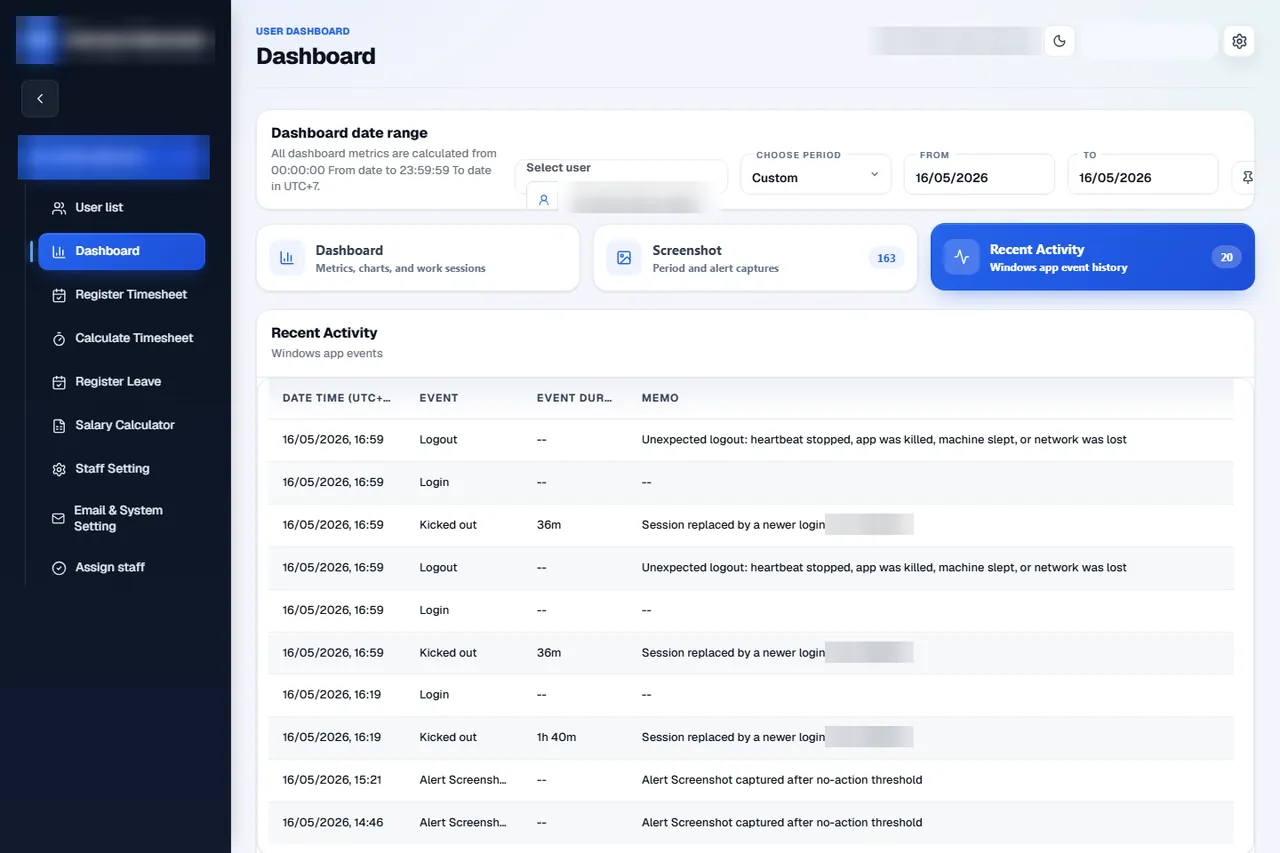 USER DASHBOARD
Dashboard
Dashboard date range
All dashboard metrics are calculated from
00:00:00 From date to 23:59:59 To date
in UTC+7.
Select user
CHOOSE PERIOD
Custom
FROM
16/05/2026
TO
16/05/2026
User list
Dashboard
Register Timesheet
Calculate Timesheet
Register Leave
Salary Calculator
Staff Setting
Email & System
Setting
Assign staff
Dashboard
Metrics, charts, and work sessions
Screenshot
Period and alert captures
163
Recent Activity
Windows app event history
20
Recent Activity
Windows app events
DATE TIME (UTC+... EVENT EVENT DUR... MEMO
16/05/2026, 16:59 Logout -- Unexpected logout: heartbeat stopped, app was killed, machine slept, or network was lost
16/05/2026, 16:59 Login -- --
16/05/2026, 16:59 Kicked out 36m Session replaced by a newer login
16/05/2026, 16:59 Logout -- Unexpected logout: heartbeat stopped, app was killed, machine slept, or network was lost
16/05/2026, 16:59 Login -- --
16/05/2026, 16:59 Kicked out 36m Session replaced by a newer login
16/05/2026, 16:19 Login -- --
16/05/2026, 16:19 Kicked out 1h 40m Session replaced by a newer login
16/05/2026, 15:21 Alert Screensh... -- Alert Screenshot captured after no-action threshold
16/05/2026, 14:46 Alert Screensh... -- Alert Screenshot captured after no-action threshold